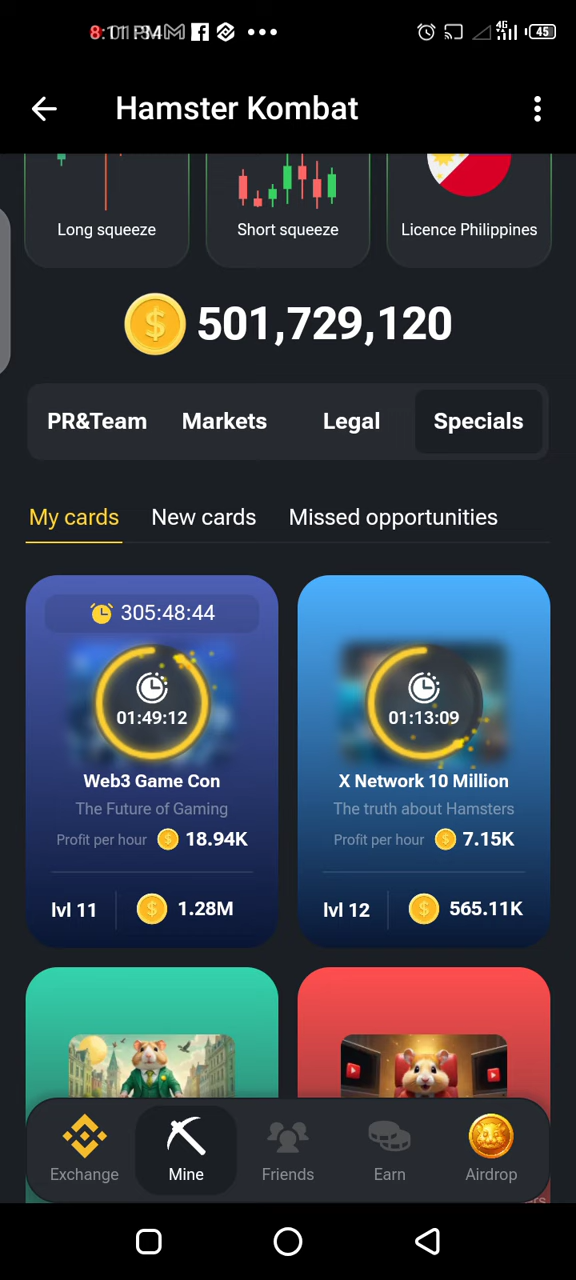 4G
45
Hamster Kombat
Long squeeze
Short squeeze
Licence Philippines
501,729,120
PR&Team
Markets
Legal
Specials
My cards
New cards
Missed opportunities
305:48:44
01:49:12
01:13:09
Web3 Game Con
X Network 10 Million
The Future of Gaming
The truth about Hamsters
Profit per hour 18.94K
Profit per hour 7.15K
lvl 11 1.28M
lvl 12 565.11K
Exchange
Mine
Friends
Earn
Airdrop